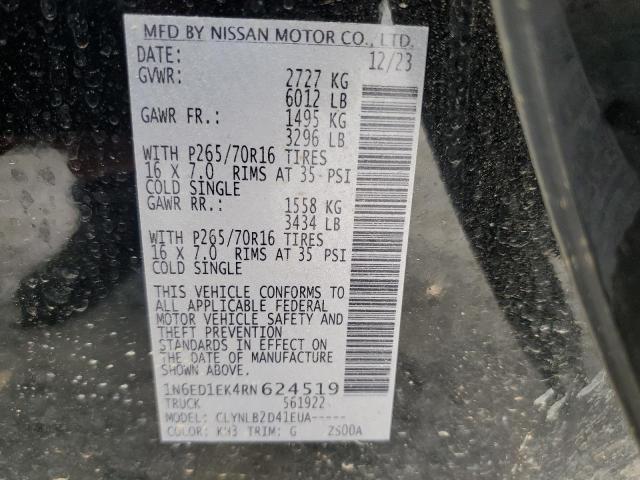 MFD BY NISSAN MOTOR CO., LTD.
DATE: 12/23
GVWR: 2727 KG
6012 LB
GAWR FR.: 1495 KG
3296 LB
WITH P265/70R16 TIRES
16 X 7.0 RIMS AT 35 PSI
COLD SINGLE
GAWR RR.: 1558 KG
3434 LB
WITH P265/70R16 TIRES
16 X 7.0 RIMS AT 35 PSI
COLD SINGLE
THIS VEHICLE CONFORMS TO
ALL APPLICABLE FEDERAL
MOTOR VEHICLE SAFETY AND
THEFT PREVENTION
STANDARDS IN EFFECT ON
THE DATE OF MANUFACTURE
SHOWN ABOVE.
1N6ED1EK4RN624519
TRUCK 561922
MODEL: CLYNLB2D41EUA-----
COLOR: KH3 TRIM: G 2S00A